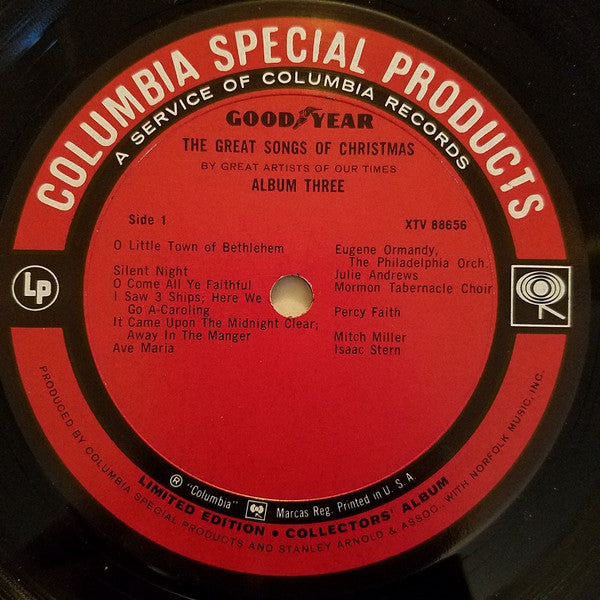 COLUMBIA SPECIAL PRODUCTS
A SERVICE OF COLUMBIA RECORDS
GOODYEAR
THE GREAT SONGS OF CHRISTMAS
BY GREAT ARTISTS OF OUR TIMES
ALBUM THREE
Side 1
XTV 88656
O Little Town of Bethlehem
Eugene Ormandy,
The Philadelphia Orch.
Silent Night
Julie Andrews
O Come All Ye Faithful
Mormon Tabernacle Choir
I Saw 3 Ships; Here We
Go A-Caroling
Percy Faith
It Came Upon The Midnight Clear;
Away In The Manger
Mitch Miller
Ave Maria
Isaac Stern
LP
® "Columbia" Marcas Reg. Printed in U. S. A.
LIMITED EDITION • COLLECTORS' ALBUM
PRODUCED BY COLUMBIA SPECIAL PRODUCTS AND STANLEY ARNOLD & ASSOC., WITH NORFOLK MUSIC, INC.